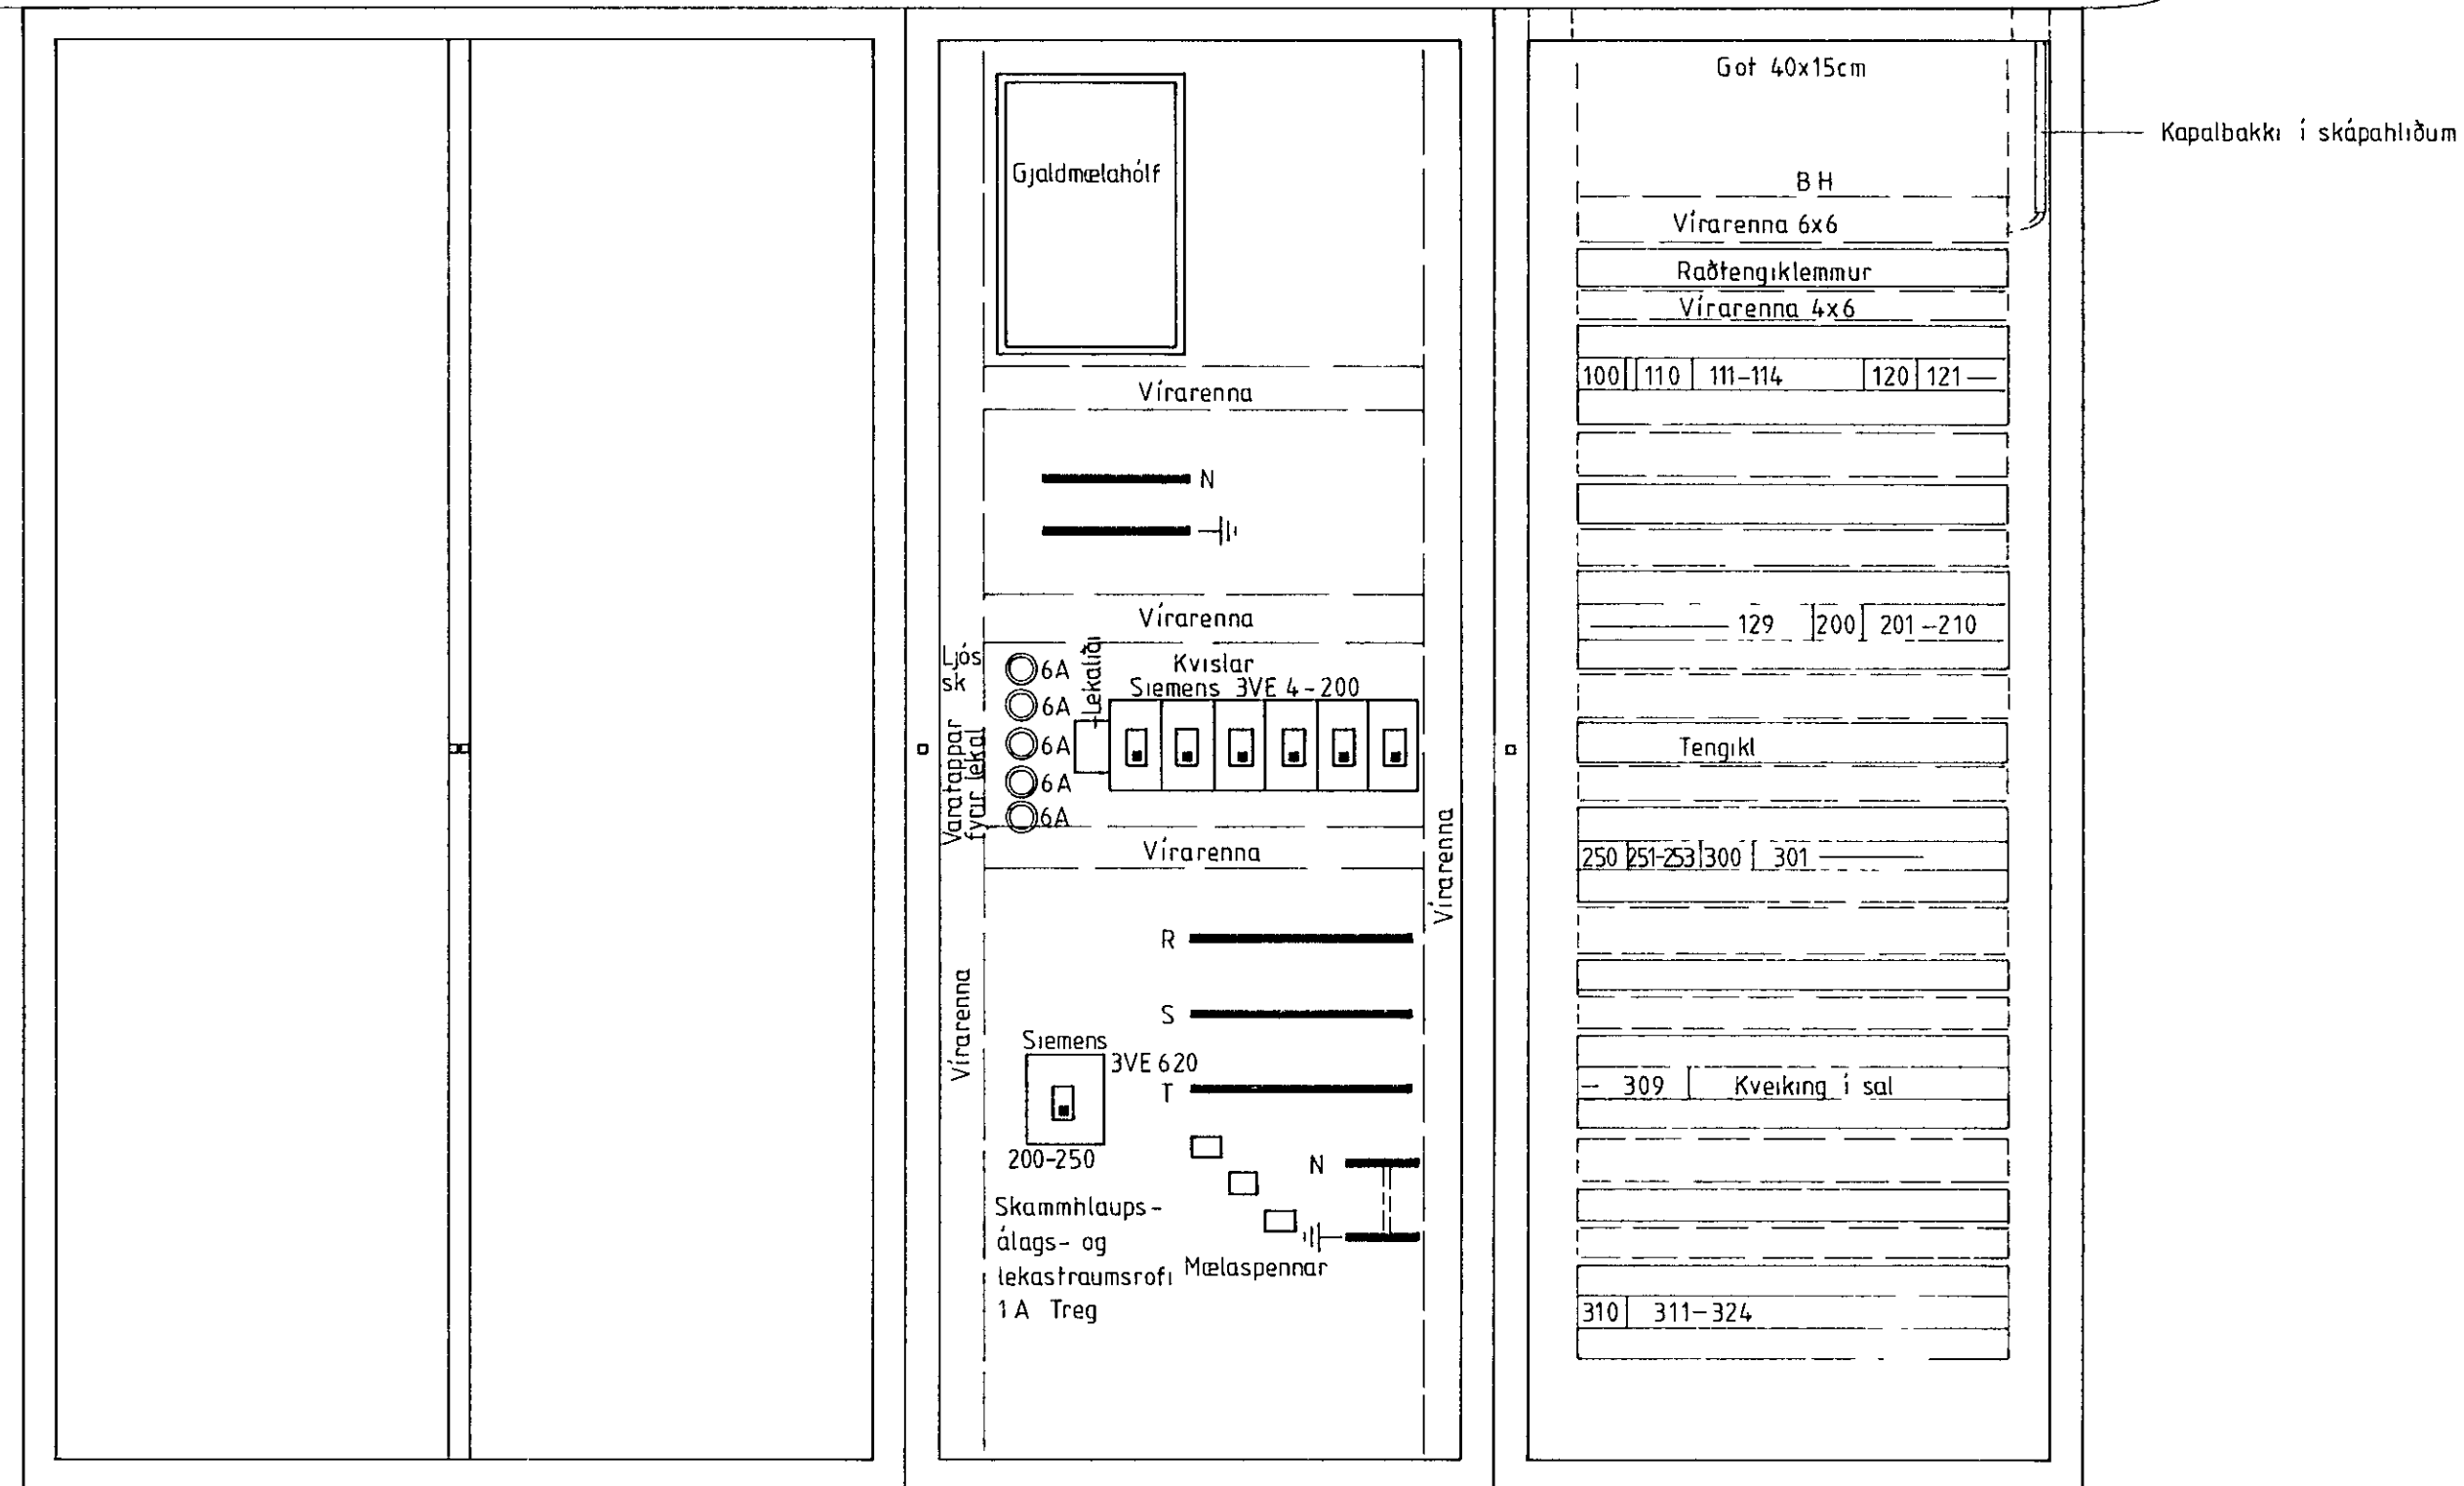 Gjaldmælahólf
Vírarenna
N
Vírarenna
Ljós
sk
Varatappar
fyrir lekal
6A
6A
6A
6A
6A
Lekaliði
Kvíslar
Siemens 3VE 4-200
Vírarenna
Vírarenna
Vírarenna
R
S
T
Siemens
3VE 620
200-250
Skammhlaups-
álags- og
lekastraumsrofi
1A Treg
N
Mælaspennar
Got 40x15cm
Kapalbakki í skápahliðum
BH
Vírarenna 6x6
Raðtengiklemmur
Vírarenna 4x6
100 110 111-114 120 121 —
— 129 200 201-210
Tengikl
250 251-253 300 301 —
— 309 Kveiking í sal
310 311-324